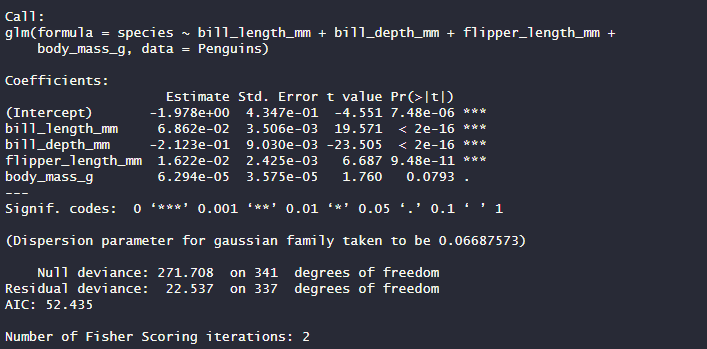 Call:
glm(formula = species ~ bill_length_mm + bill_depth_mm + flipper_length_mm +
    body_mass_g, data = Penguins)

Coefficients:
                    Estimate Std. Error t value Pr(>|t|)
(Intercept)       -1.978e+00  4.347e-01  -4.551 7.48e-06 ***
bill_length_mm     6.862e-02  3.506e-03  19.571  < 2e-16 ***
bill_depth_mm     -2.123e-01  9.030e-03 -23.505  < 2e-16 ***
flipper_length_mm  1.622e-02  2.425e-03   6.687 9.48e-11 ***
body_mass_g        6.294e-05  3.575e-05   1.760   0.0793 .
---
Signif. codes:  0 ‘***’ 0.001 ‘**’ 0.01 ‘*’ 0.05 ‘.’ 0.1 ‘ ’ 1

(Dispersion parameter for gaussian family taken to be 0.06687573)

    Null deviance: 271.708  on 341  degrees of freedom
Residual deviance:  22.537  on 337  degrees of freedom
AIC: 52.435

Number of Fisher Scoring iterations: 2